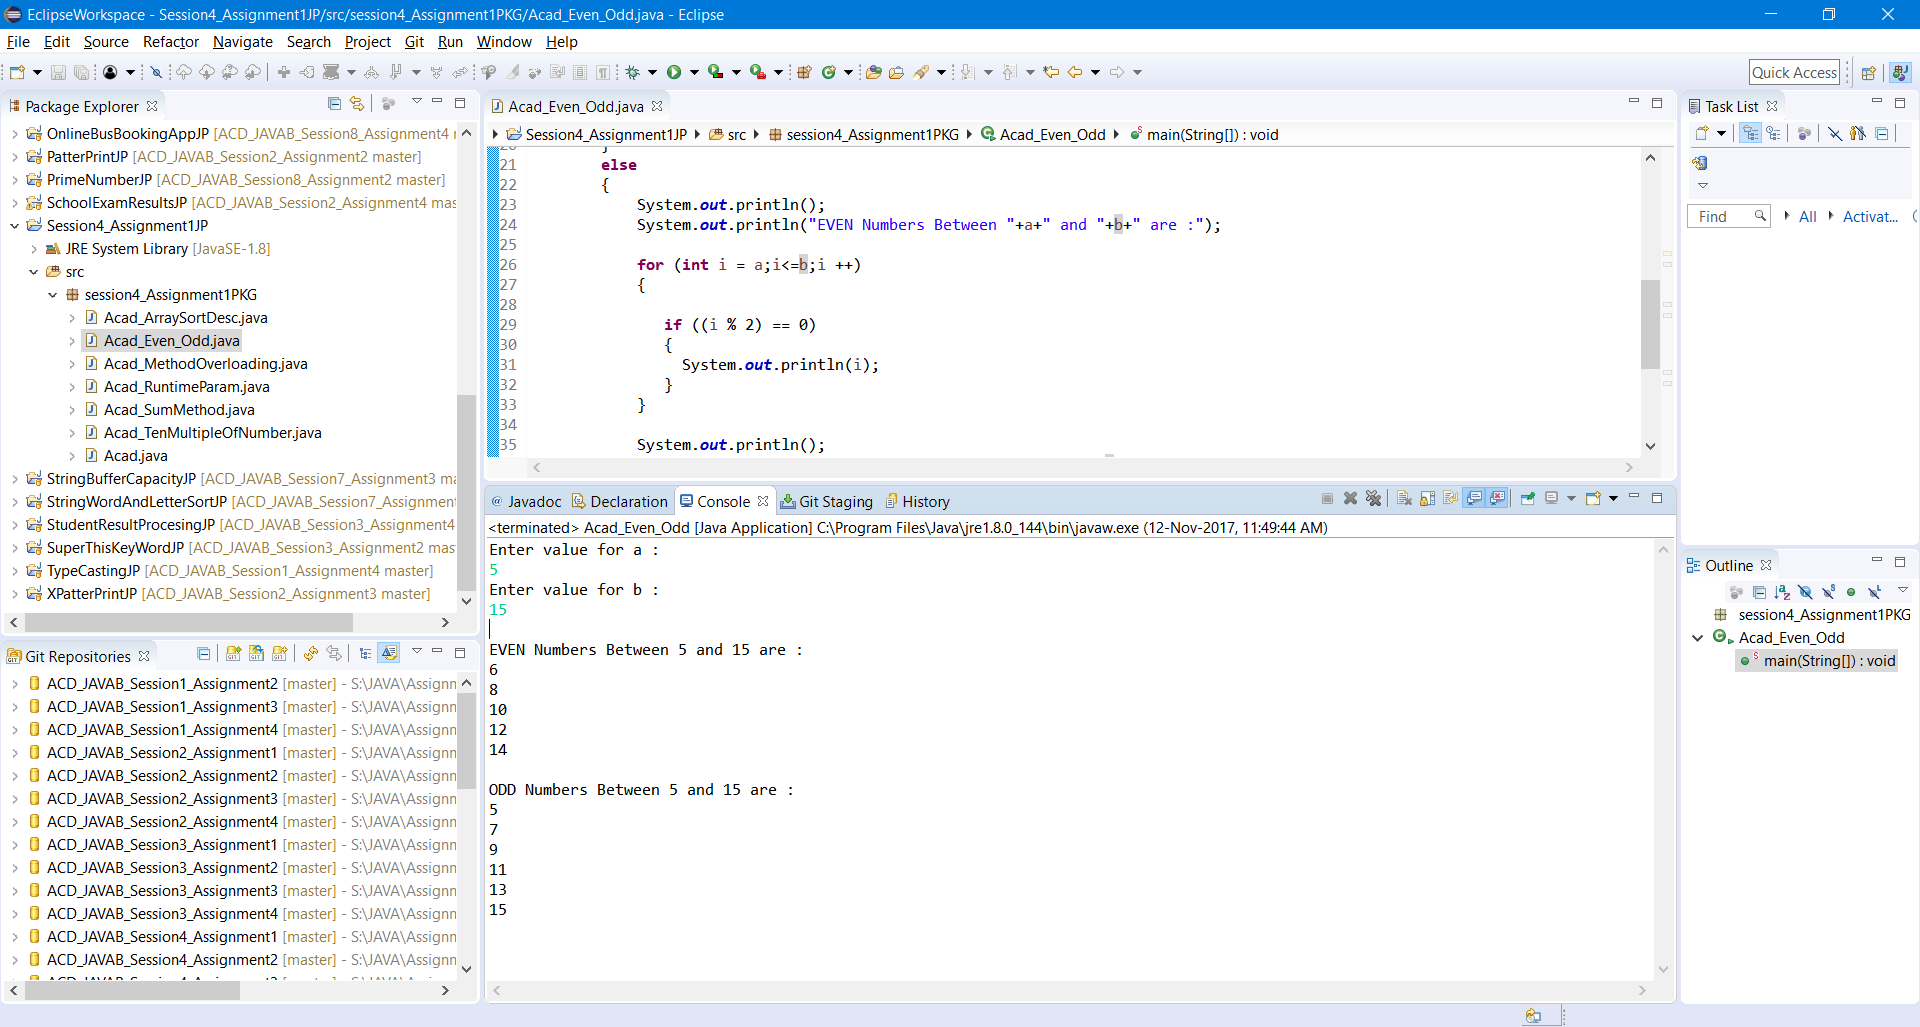 EclipseWorkspace - Session4_Assignment1JP/src/session4_Assignment1PKG/Acad_Even_Odd.java - Eclipse
File Edit Source Refactor Navigate Search Project Git Run Window Help
Quick Access
Package Explorer
OnlineBusBookingAppJP [ACD_JAVAB_Session8_Assignment4
PatterPrintJP [ACD_JAVAB_Session2_Assignment2 master]
PrimeNumberJP [ACD_JAVAB_Session8_Assignment2 master]
SchoolExamResultsJP [ACD_JAVAB_Session2_Assignment4 mas
Session4_Assignment1JP
JRE System Library [JavaSE-1.8]
src
session4_Assignment1PKG
Acad_ArraySortDesc.java
Acad_Even_Odd.java
Acad_MethodOverloading.java
Acad_RuntimeParam.java
Acad_SumMethod.java
Acad_TenMultipleOfNumber.java
Acad.java
StringBufferCapacityJP [ACD_JAVAB_Session7_Assignment3 ma
StringWordAndLetterSortJP [ACD_JAVAB_Session7_Assignment
StudentResultProcesingJP [ACD_JAVAB_Session3_Assignment4
SuperThisKeyWordJP [ACD_JAVAB_Session3_Assignment2 mas
TypeCastingJP [ACD_JAVAB_Session1_Assignment4 master]
XPatterPrintJP [ACD_JAVAB_Session2_Assignment3 master]
Git Repositories
ACD_JAVAB_Session1_Assignment2 [master] - S:\JAVA\Assignn
ACD_JAVAB_Session1_Assignment3 [master] - S:\JAVA\Assignn
ACD_JAVAB_Session1_Assignment4 [master] - S:\JAVA\Assignn
ACD_JAVAB_Session2_Assignment1 [master] - S:\JAVA\Assignn
ACD_JAVAB_Session2_Assignment2 [master] - S:\JAVA\Assignn
ACD_JAVAB_Session2_Assignment3 [master] - S:\JAVA\Assignn
ACD_JAVAB_Session2_Assignment4 [master] - S:\JAVA\Assignn
ACD_JAVAB_Session3_Assignment1 [master] - S:\JAVA\Assignn
ACD_JAVAB_Session3_Assignment2 [master] - S:\JAVA\Assignn
ACD_JAVAB_Session3_Assignment3 [master] - S:\JAVA\Assignn
ACD_JAVAB_Session3_Assignment4 [master] - S:\JAVA\Assignn
ACD_JAVAB_Session4_Assignment1 [master] - S:\JAVA\Assignn
ACD_JAVAB_Session4_Assignment2 [master] - S:\JAVA\Assignn
Acad_Even_Odd.java
Session4_Assignment1JP src session4_Assignment1PKG Acad_Even_Odd main(String[]) : void
21 else
22 {
23 System.out.println();
24 System.out.println("EVEN Numbers Between "+a+" and "+b+" are :");
25
26 for (int i = a;i<=b;i ++)
27 {
28
29 if ((i % 2) == 0)
30 {
31 System.out.println(i);
32 }
33 }
34
35 System.out.println();
@ Javadoc Declaration Console Git Staging History
<terminated> Acad_Even_Odd [Java Application] C:\Program Files\Java\jre1.8.0_144\bin\javaw.exe (12-Nov-2017, 11:49:44 AM)
Enter value for a :
5
Enter value for b :
15
EVEN Numbers Between 5 and 15 are :
6
8
10
12
14
ODD Numbers Between 5 and 15 are :
5
7
9
11
13
15
Task List
Find All Activat...
Outline
session4_Assignment1PKG
Acad_Even_Odd
main(String[]) : void